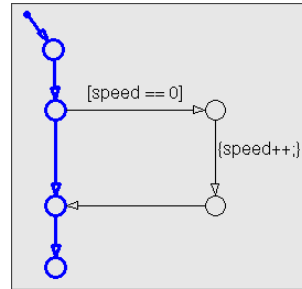 [speed == 0]
{speed++;}